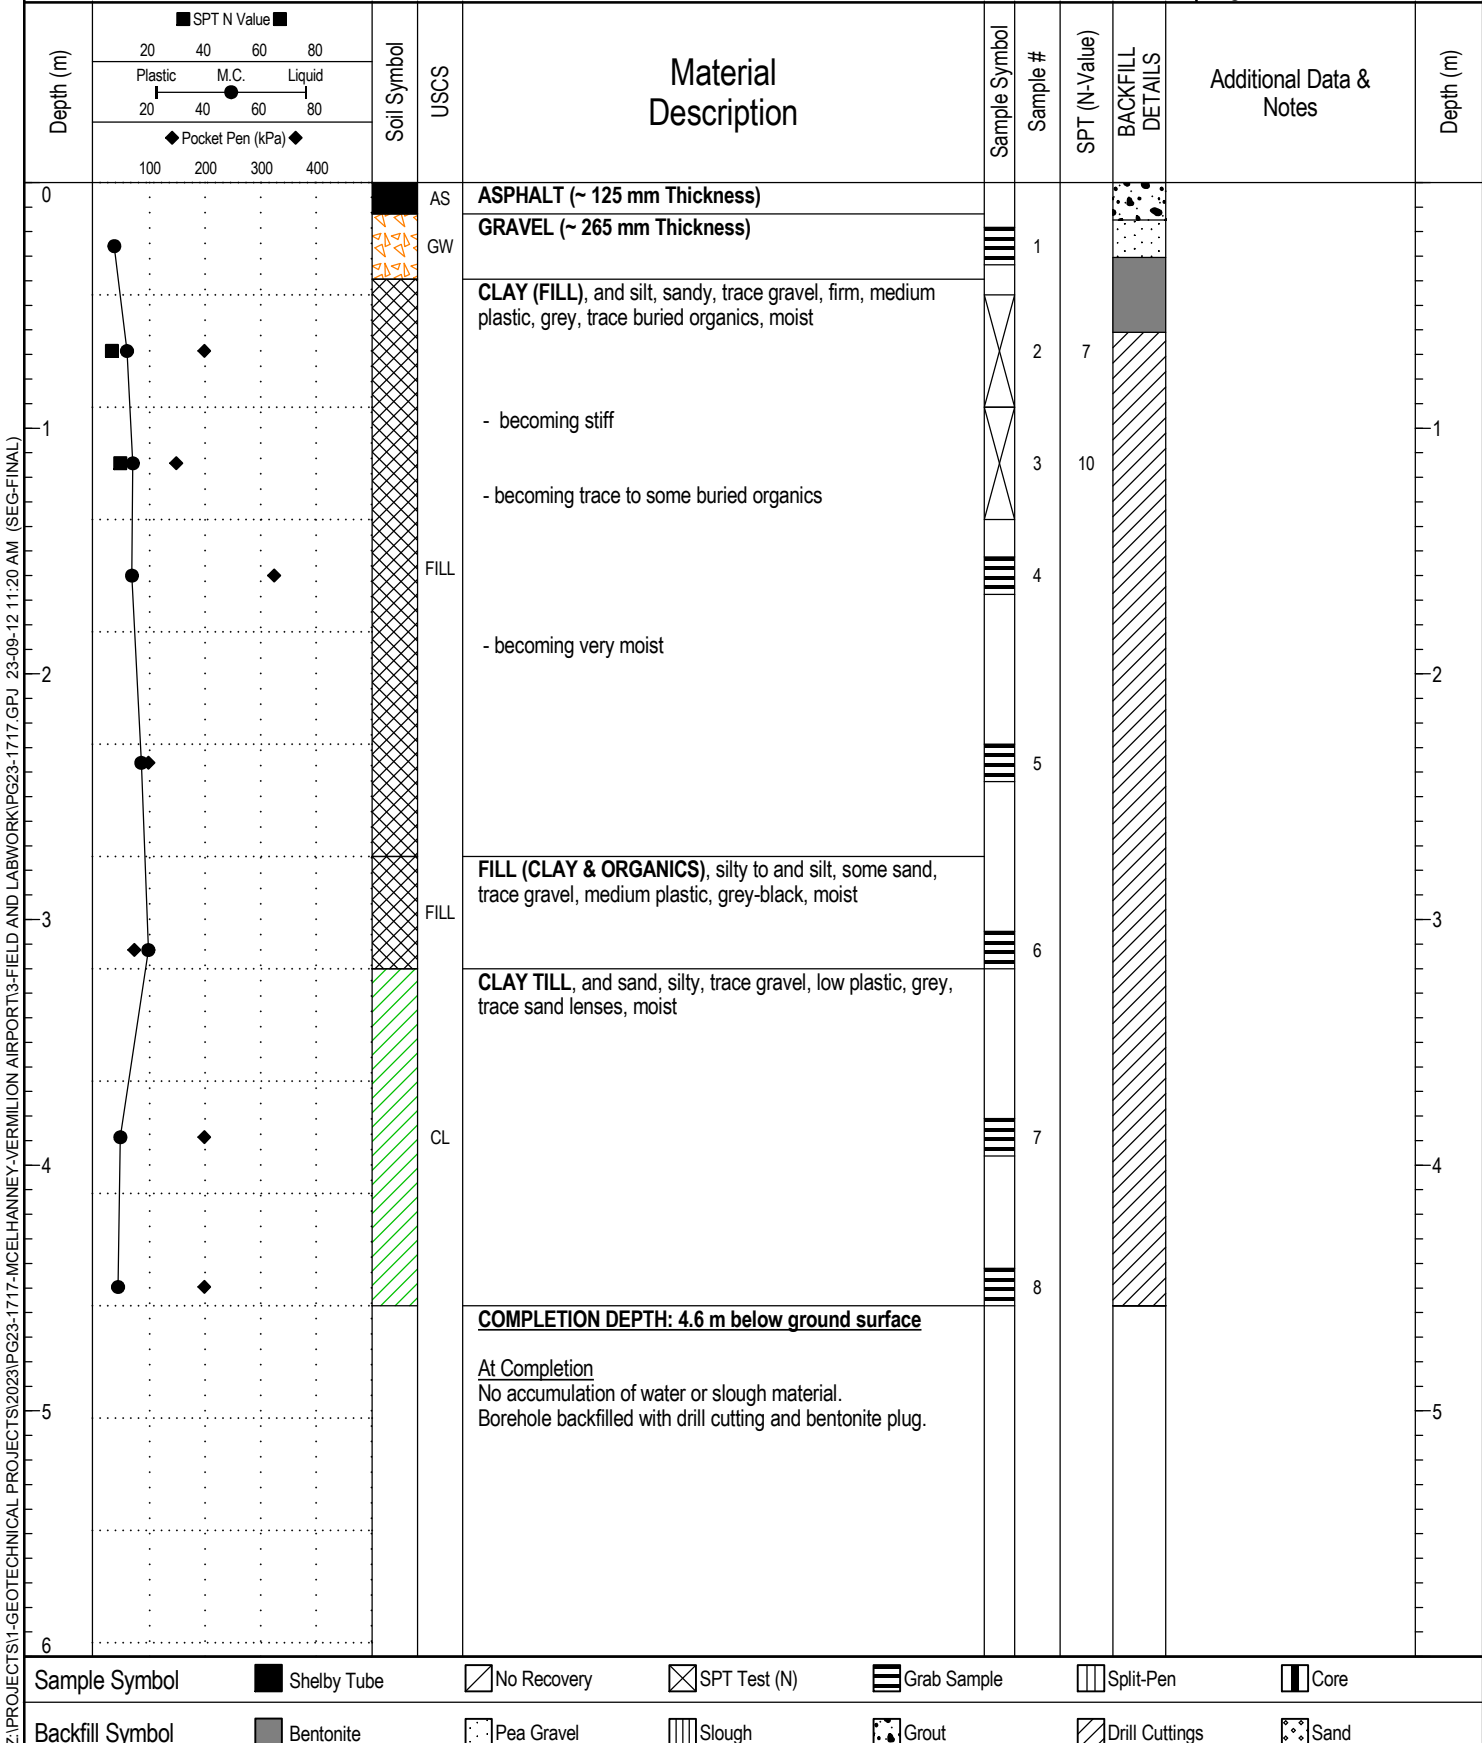 ■ SPT N Value ■
20 40 60 80
Plastic M.C. Liquid
20 40 60 80
◆ Pocket Pen (kPa) ◆
100 200 300 400
Depth (m)
Soil Symbol
USCS
Material
Description
Sample Symbol
Sample #
SPT (N-Value)
BACKFILL
DETAILS
Additional Data &
Notes
Depth (m)
0
AS
ASPHALT (~ 125 mm Thickness)
GW
GRAVEL (~ 265 mm Thickness)
1
CLAY (FILL), and silt, sandy, trace gravel, firm, medium
plastic, grey, trace buried organics, moist
2 7
- becoming stiff
1 1
3 10
- becoming trace to some buried organics
FILL
4
- becoming very moist
2 2
5
FILL (CLAY & ORGANICS), silty to and silt, some sand,
trace gravel, medium plastic, grey-black, moist
FILL
3 3
6
CLAY TILL, and sand, silty, trace gravel, low plastic, grey,
trace sand lenses, moist
CL
7
4 4
8
COMPLETION DEPTH: 4.6 m below ground surface
At Completion
No accumulation of water or slough material.
Borehole backfilled with drill cutting and bentonite plug.
5 5
6
Sample Symbol Shelby Tube No Recovery SPT Test (N) Grab Sample Split-Pen Core
Backfill Symbol Bentonite Pea Gravel Slough Grout Drill Cuttings Sand
Z:\PROJECTS\1-GEOTECHNICAL PROJECTS\2023\PG23-1717-MCELHANNEY-VERMILION AIRPORT\3-FIELD AND LABWORK\PG23-1717.GPJ 23-09-12 11:20 AM (SEG-FINAL)